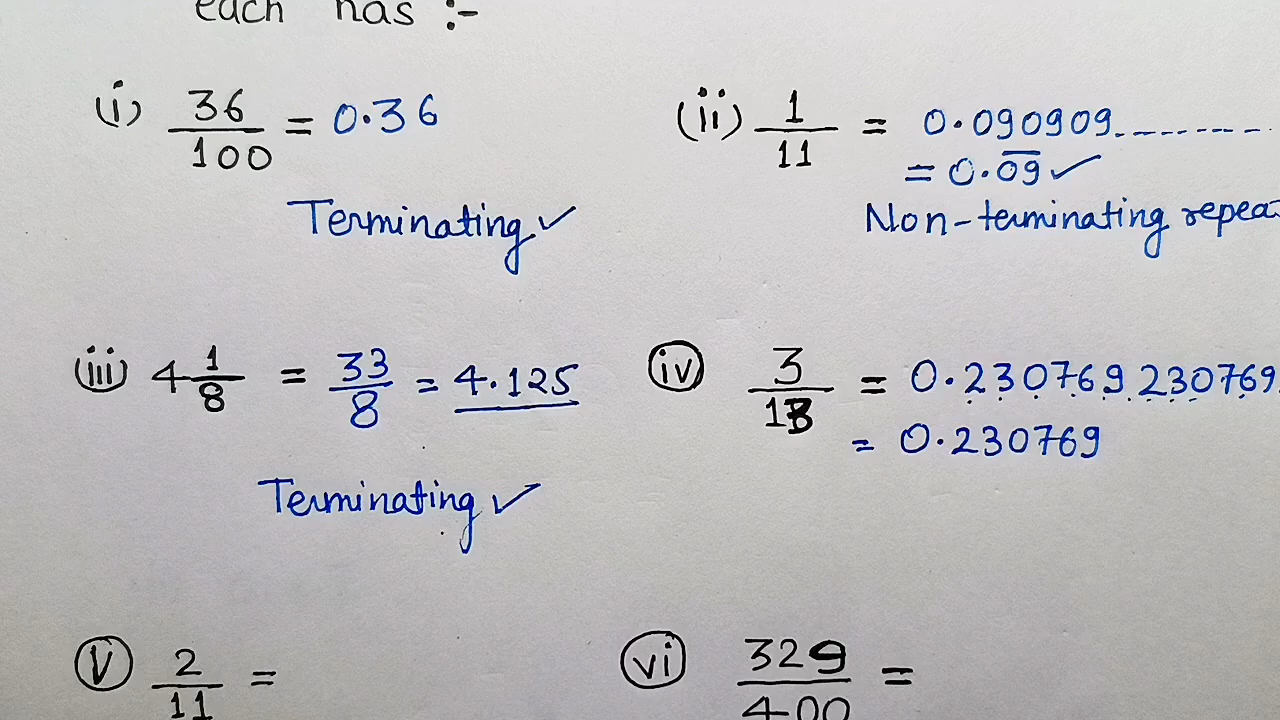 each has :-
(i) 36/100 = 0.36
Terminating ✓
(ii) 1/11 = 0.090909.---------
= 0.0̅9̅ ✓
Non-terminating
(iii) 4 1/8 = 33/8 = 4.125
Terminating ✓
(iv) 3/13 = 0.230769230769
= 0.230769
(v) 2/11 =
(vi) 329/400 =